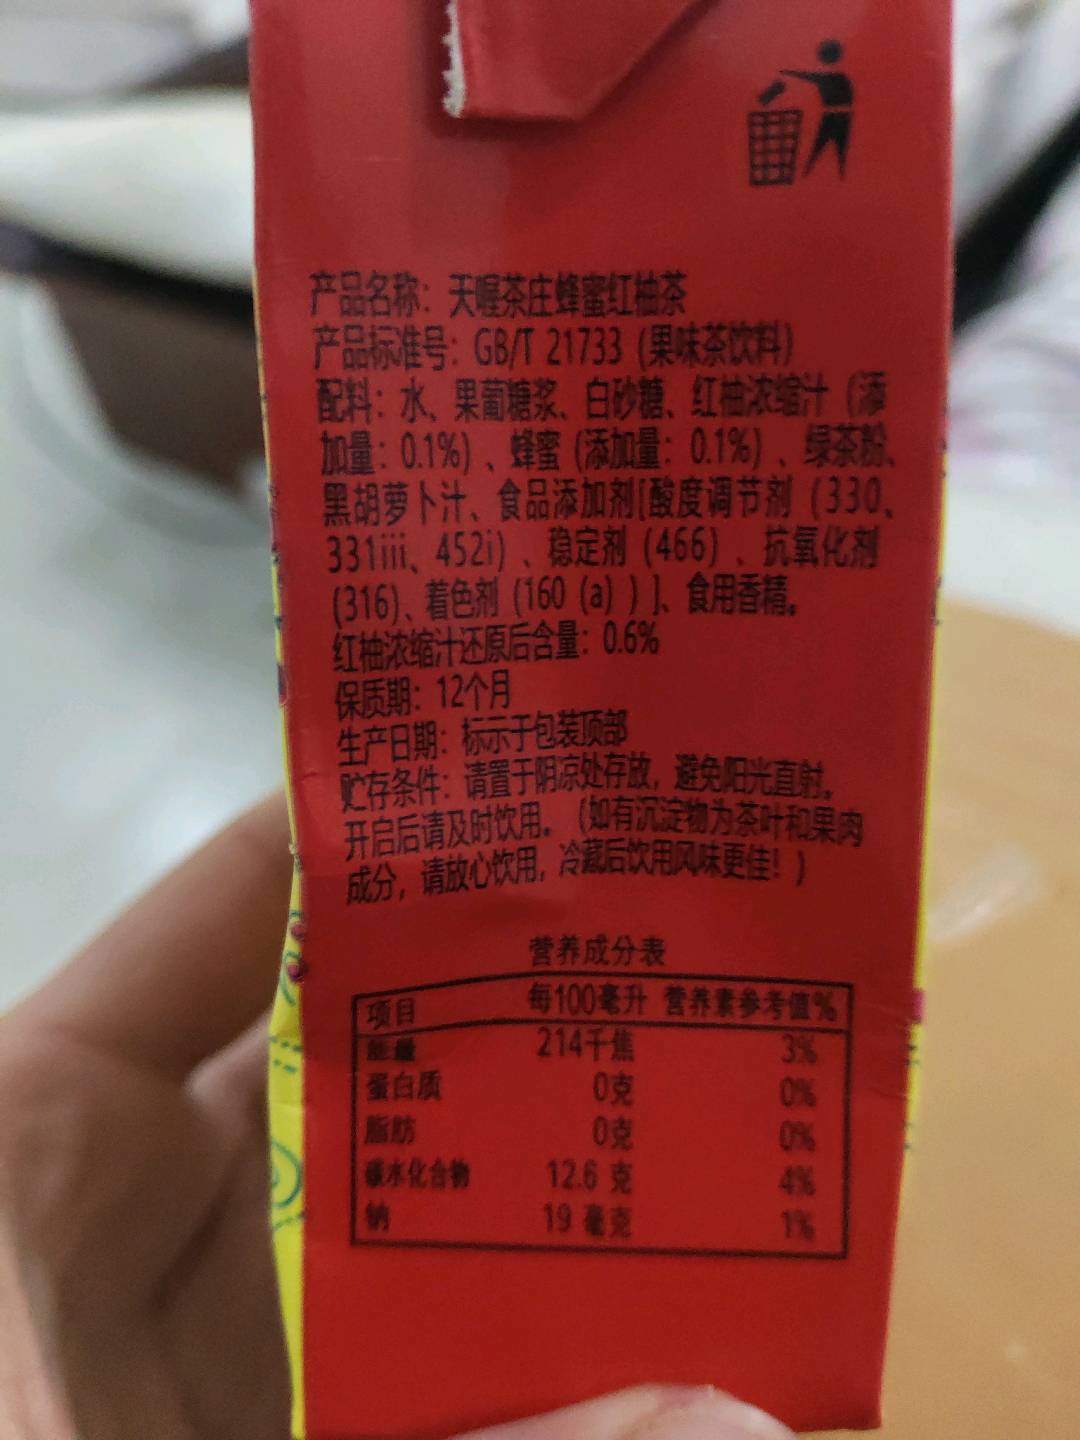 产品名称：天喔茶庄蜂蜜红柚茶
产品标准号：GB/T 21733（果味茶饮料）
配料：水、果葡糖浆、白砂糖、红柚浓缩汁（添
加量：0.1%）、蜂蜜（添加量：0.1%）、绿茶粉、
黑胡萝卜汁、食品添加剂[酸度调节剂（330、
331iii、452i）、稳定剂（466）、抗氧化剂
(316)、着色剂（160（a））]、食用香精。
红柚浓缩汁还原后含量：0.6%
保质期：12个月
生产日期：标示于包装顶部
贮存条件：请置于阴凉处存放，避免阳光直射。
开启后请及时饮用。（如有沉淀物为茶叶和果肉
成分，请放心饮用，冷藏后饮用风味更佳！）
营养成分表
项目 每100毫升 营养素参考值%
能量 214千焦 3%
蛋白质 0克 0%
脂肪 0克 0%
碳水化合物 12.6 克 4%
钠 19 毫克 1%